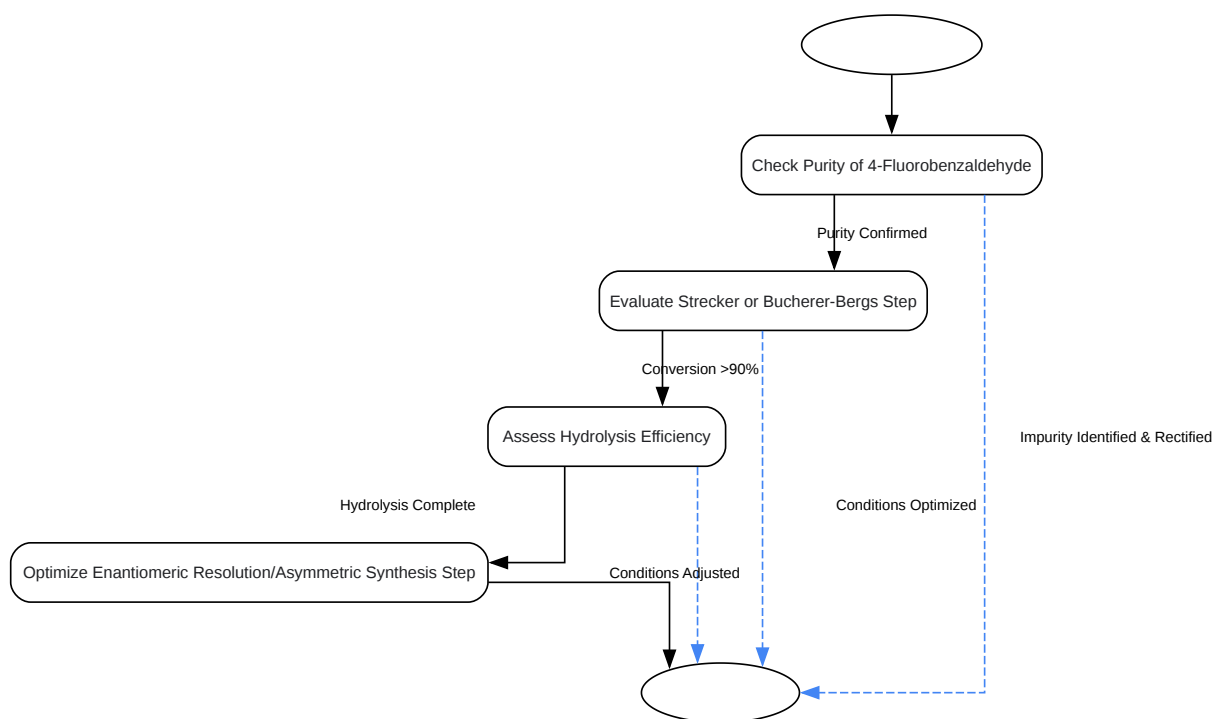 Check Purity of 4-Fluorobenzaldehyde
Purity Confirmed
Evaluate Strecker or Bucherer-Bergs Step
Conversion >90%
Assess Hydrolysis Efficiency
Impurity Identified & Rectified
Hydrolysis Complete
Conditions Optimized
Optimize Enantiomeric Resolution/Asymmetric Synthesis Step
Conditions Adjusted